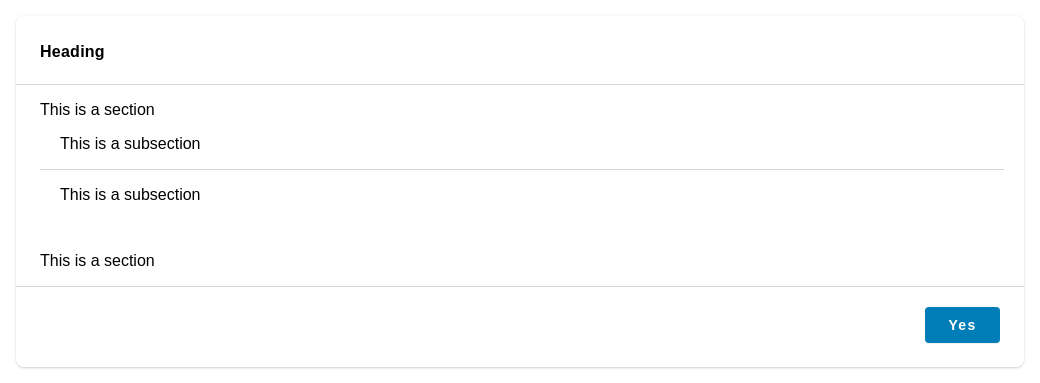 Heading
This is a section
This is a subsection
This is a subsection
This is a section
Yes